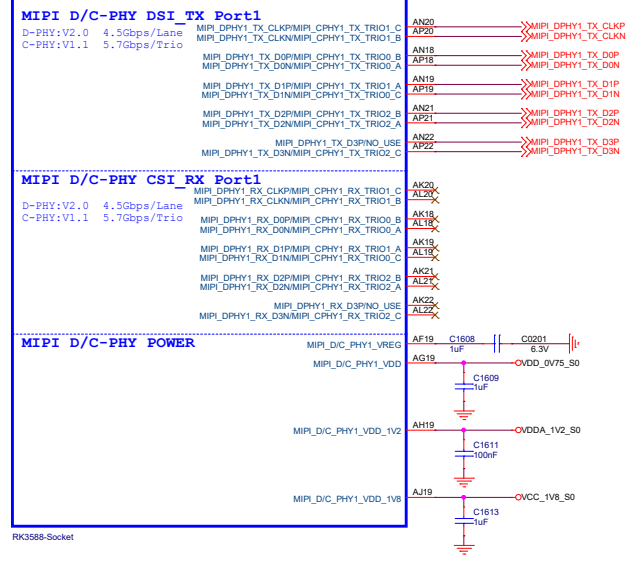 MIPI D/C-PHY DSI_TX Port1
D-PHY:V2.0 4.5Gbps/Lane
C-PHY:V1.1 5.7Gbps/Trio
MIPI_DPHY1_TX_CLKP/MIPI_CPHY1_TX_TRIO1_C AN20 MIPI_DPHY1_TX_CLKP
MIPI_DPHY1_TX_CLKN/MIPI_CPHY1_TX_TRIO1_B AP20 MIPI_DPHY1_TX_CLKN
MIPI_DPHY1_TX_D0P/MIPI_CPHY1_TX_TRIO0_B AN18 MIPI_DPHY1_TX_D0P
MIPI_DPHY1_TX_D0N/MIPI_CPHY1_TX_TRIO0_A AP18 MIPI_DPHY1_TX_D0N
MIPI_DPHY1_TX_D1P/MIPI_CPHY1_TX_TRIO1_A AN19 MIPI_DPHY1_TX_D1P
MIPI_DPHY1_TX_D1N/MIPI_CPHY1_TX_TRIO0_C AP19 MIPI_DPHY1_TX_D1N
MIPI_DPHY1_TX_D2P/MIPI_CPHY1_TX_TRIO2_B AN21 MIPI_DPHY1_TX_D2P
MIPI_DPHY1_TX_D2N/MIPI_CPHY1_TX_TRIO2_A AP21 MIPI_DPHY1_TX_D2N
MIPI_DPHY1_TX_D3P/NO_USE AN22 MIPI_DPHY1_TX_D3P
MIPI_DPHY1_TX_D3N/MIPI_CPHY1_TX_TRIO2_C AP22 MIPI_DPHY1_TX_D3N
MIPI D/C-PHY CSI_RX Port1
D-PHY:V2.0 4.5Gbps/Lane
C-PHY:V1.1 5.7Gbps/Trio
MIPI_DPHY1_RX_CLKP/MIPI_CPHY1_RX_TRIO1_C AK20
MIPI_DPHY1_RX_CLKN/MIPI_CPHY1_RX_TRIO1_B AL20
MIPI_DPHY1_RX_D0P/MIPI_CPHY1_RX_TRIO0_B AK18
MIPI_DPHY1_RX_D0N/MIPI_CPHY1_RX_TRIO0_A AL18
MIPI_DPHY1_RX_D1P/MIPI_CPHY1_RX_TRIO1_A AK19
MIPI_DPHY1_RX_D1N/MIPI_CPHY1_RX_TRIO0_C AL19
MIPI_DPHY1_RX_D2P/MIPI_CPHY1_RX_TRIO2_B AK21
MIPI_DPHY1_RX_D2N/MIPI_CPHY1_RX_TRIO2_A AL21
MIPI_DPHY1_RX_D3P/NO_USE AK22
MIPI_DPHY1_RX_D3N/MIPI_CPHY1_RX_TRIO2_C AL22
MIPI D/C-PHY POWER
MIPI_D/C_PHY1_VREG AF19 C1608 C0201
1uF 6.3V
MIPI_D/C_PHY1_VDD AG19 VDD_0V75_S0
C1609
1uF
MIPI_D/C_PHY1_VDD_1V2 AH19 VDDA_1V2_S0
C1611
100nF
MIPI_D/C_PHY1_VDD_1V8 AJ19 VCC_1V8_S0
C1613
1uF
RK3588-Socket